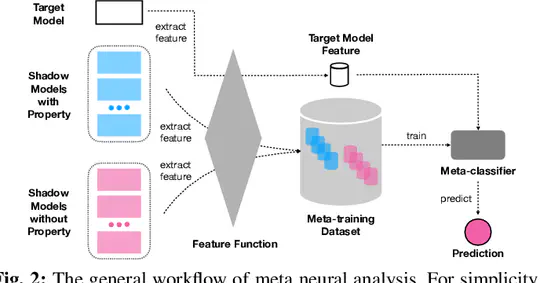 Target
Model
extract
feature
Target Model
Feature
Shadow
Models
with
Property
extract
feature
train
extract
feature
Meta-classifier
Shadow
Models
without
Property
predict
Meta-training
Dataset
Feature Function
Prediction
Fig. 2: The general workflow of meta neural analysis. For simplicity